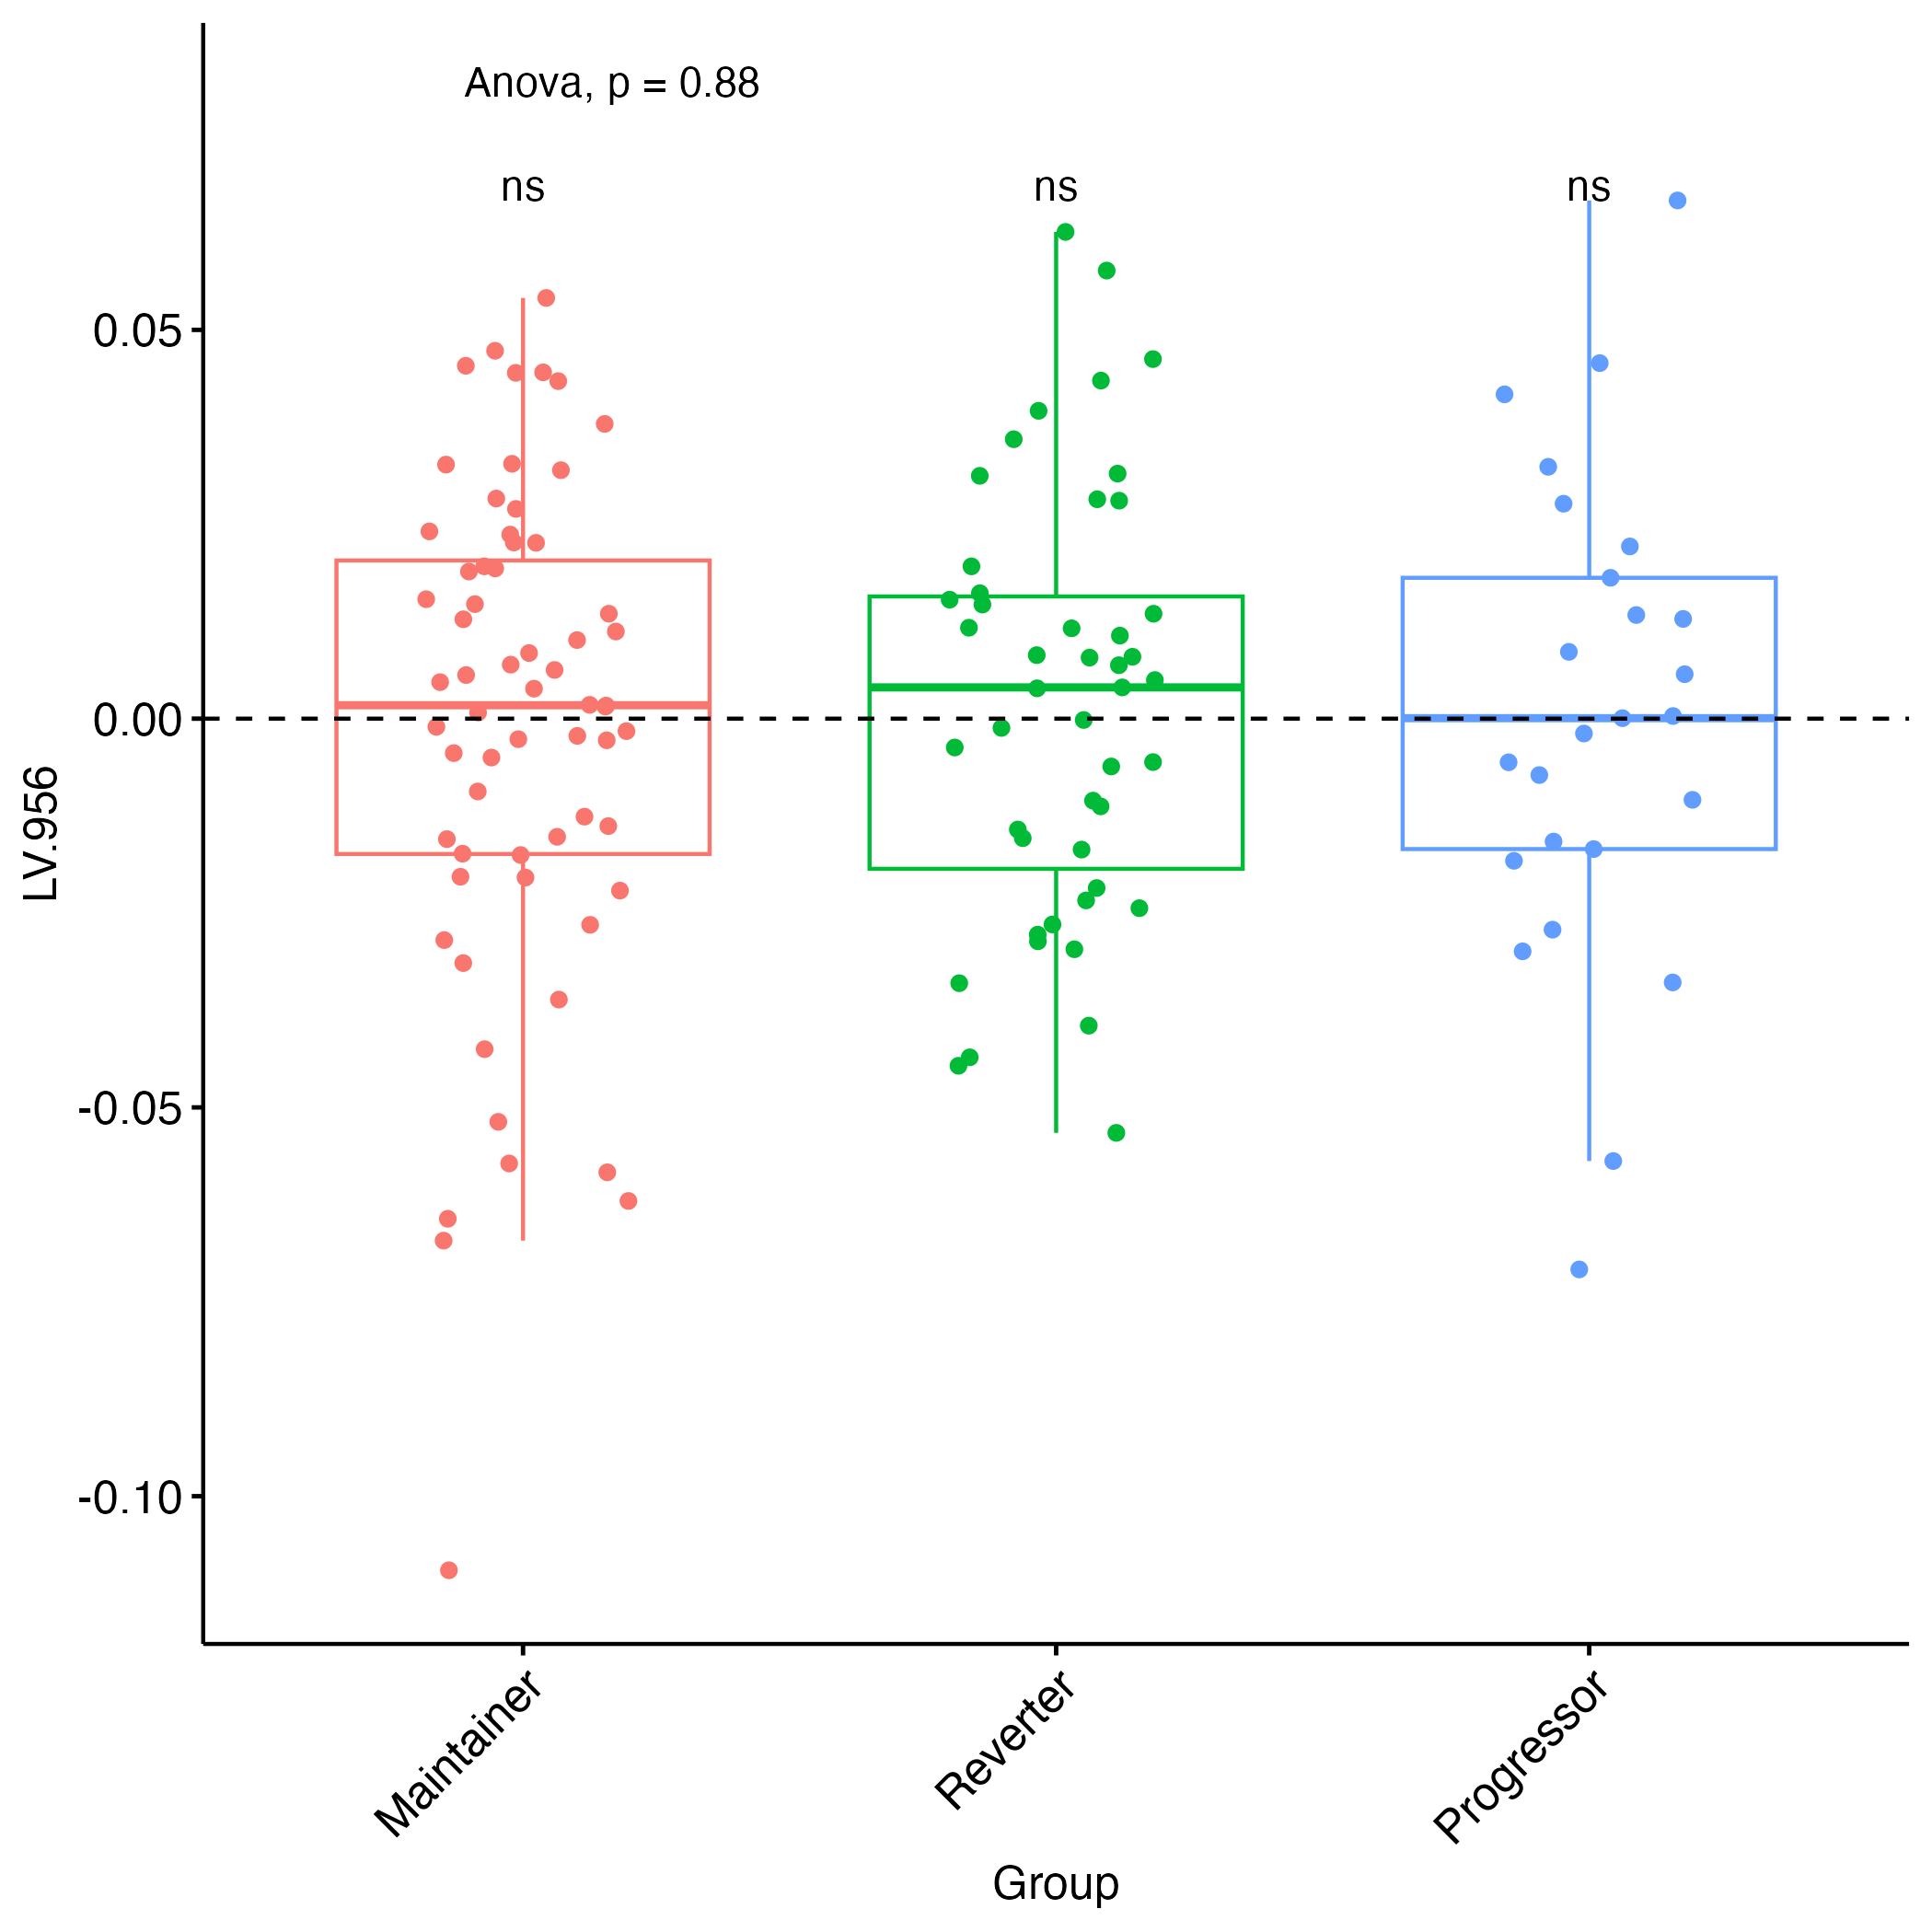 Anova, p = 0.88
ns ns ns
0.05
0.00
-0.05
-0.10
LV.956
Maintainer Reverter Progressor
Group